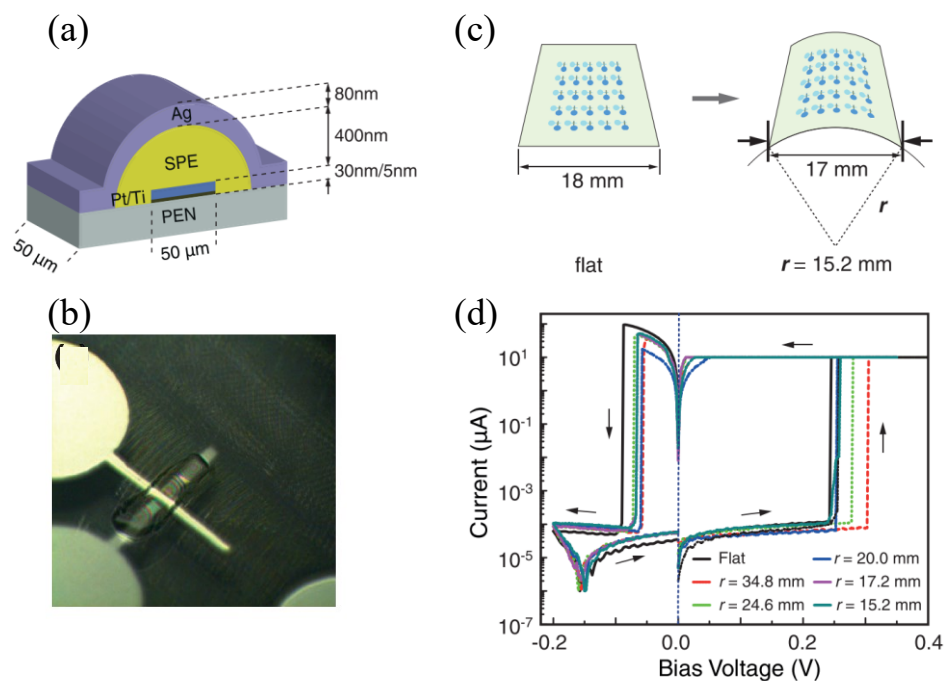 (a)
80nm
Ag
400nm
SPE
30nm/5nm
Pt/Ti
PEN
50 µm
50 µm
(b)
(c)
18 mm
17 mm
r
flat
r = 15.2 mm
(d)
Current (µA)
10¹
10⁻¹
10⁻³
10⁻⁵
10⁻⁷
Flat
r = 34.8 mm
r = 24.6 mm
r = 20.0 mm
r = 17.2 mm
r = 15.2 mm
-0.2 0.0 0.2 0.4
Bias Voltage (V)